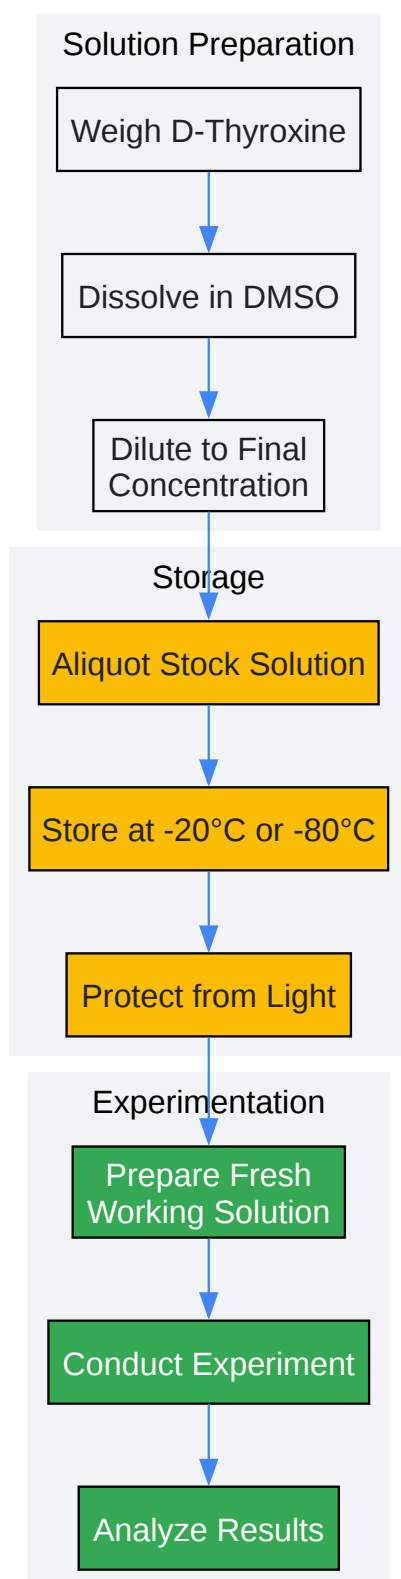 Solution Preparation
Weigh D-Thyroxine
Dissolve in DMSO
Dilute to Final
Concentration
Storage
Aliquot Stock Solution
Store at -20°C or -80°C
Protect from Light
Experimentation
Prepare Fresh
Working Solution
Conduct Experiment
Analyze Results